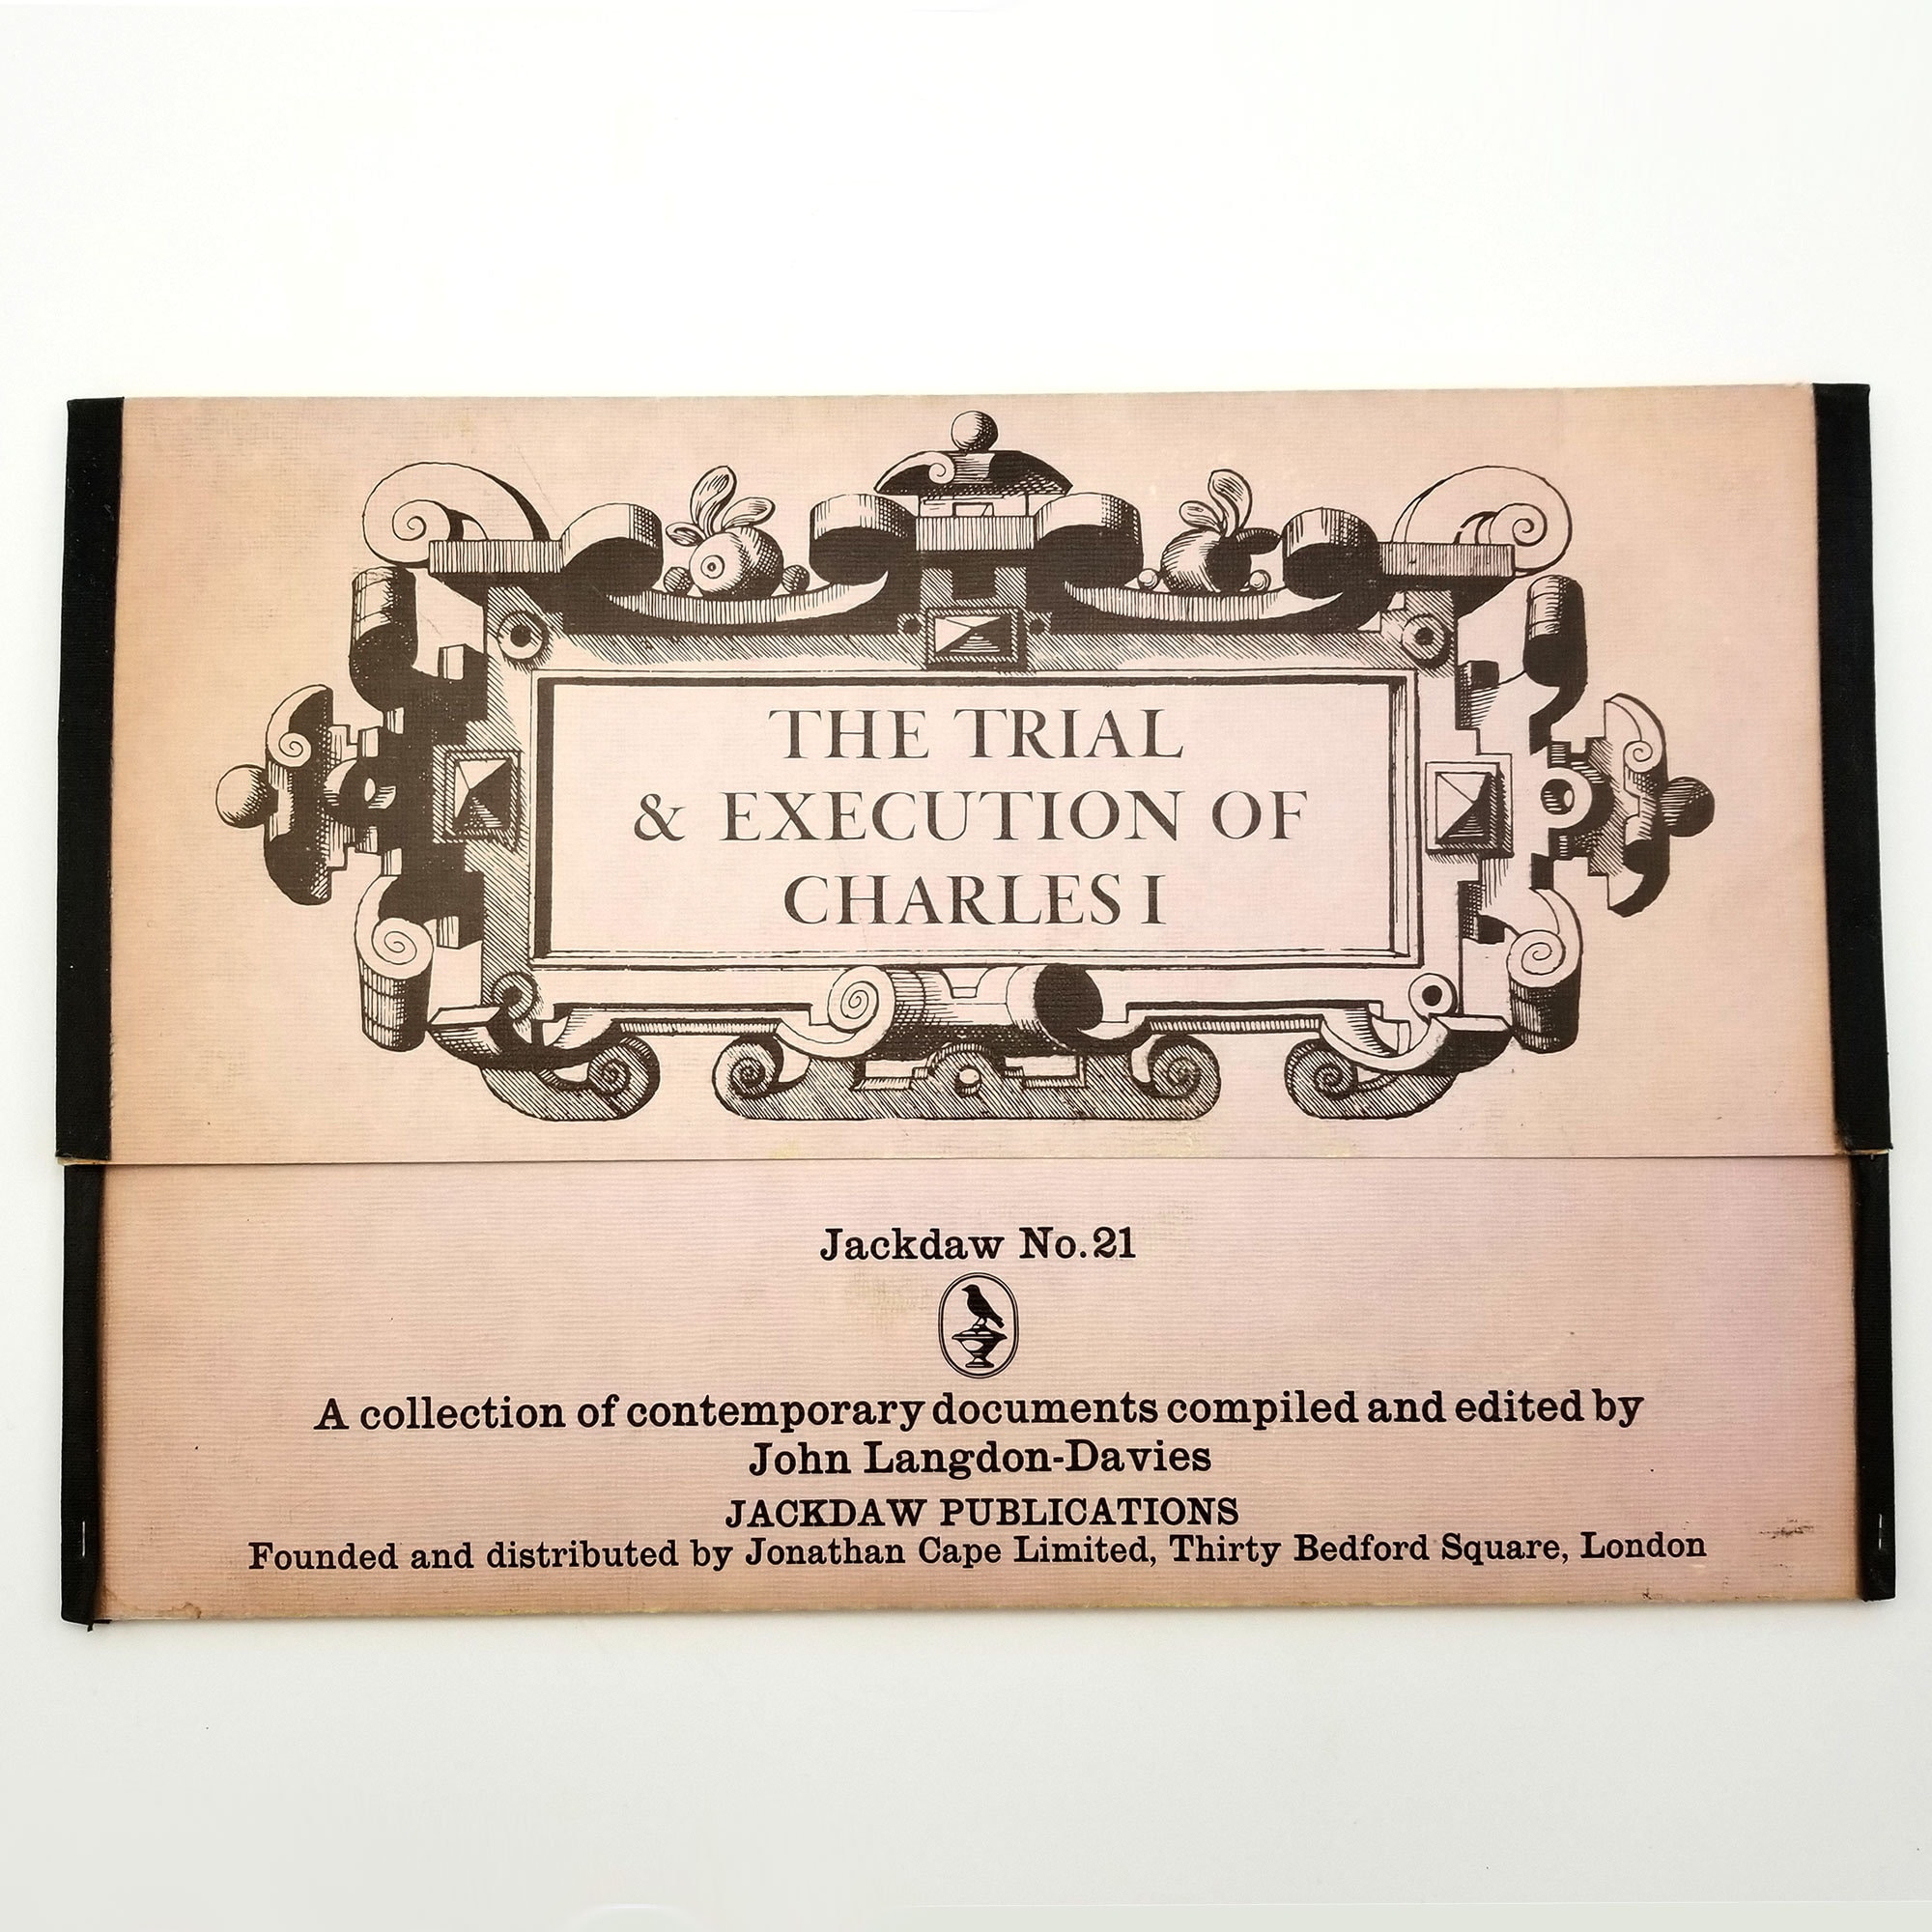 THE TRIAL
& EXECUTION OF
CHARLES I
Jackdaw No.21
A collection of contemporary documents compiled and edited by
John Langdon-Davies
JACKDAW PUBLICATIONS
Founded and distributed by Jonathan Cape Limited, Thirty Bedford Square, London